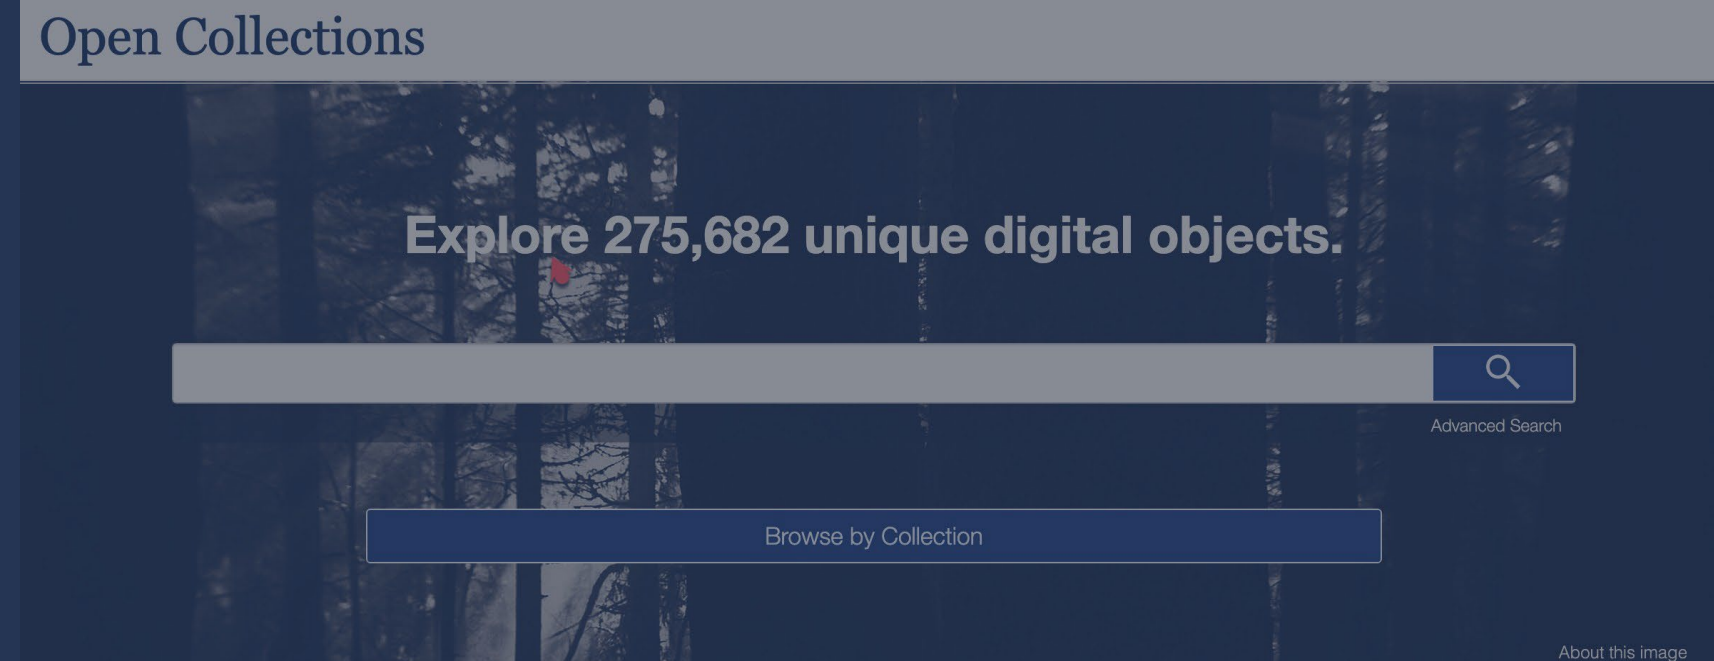 Open Collections
Explore 275,682 unique digital objects.
Advanced Search
Browse by Collection
About this image